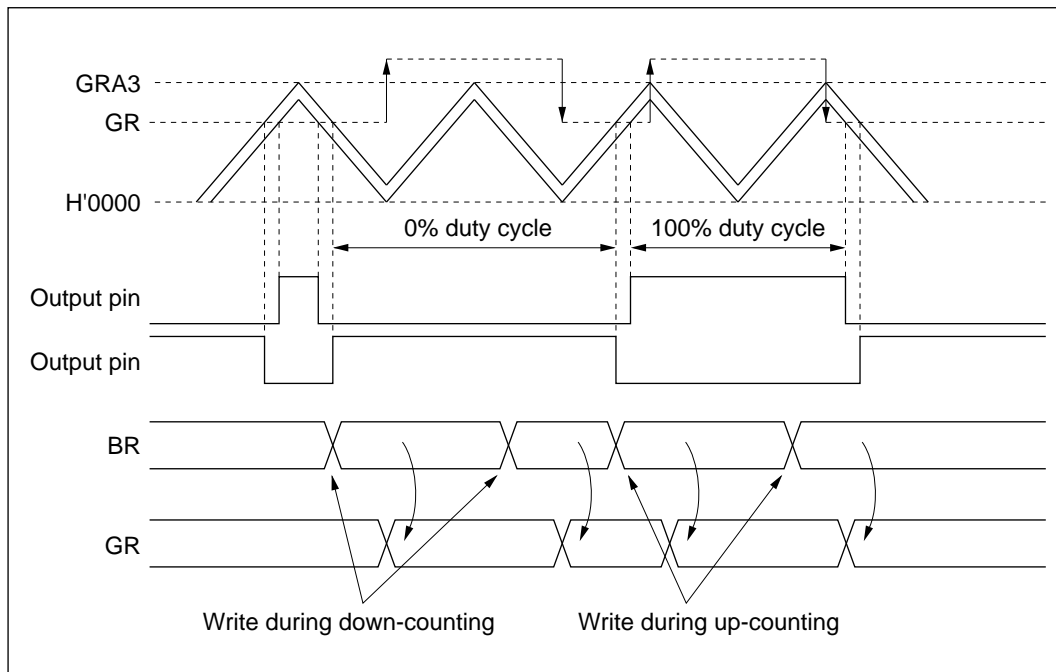 GRA3
GR
H'0000
0% duty cycle
100% duty cycle
Output pin
Output pin
BR
GR
Write during down-counting
Write during up-counting